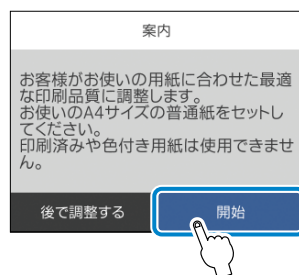 案内
お客様がお使いの用紙に合わせた最適
な印刷品質に調整します。
お使いのA4サイズの普通紙をセットし
てください。
印刷済みや色付き用紙は使用できませ
ん。
後で調整する
開始